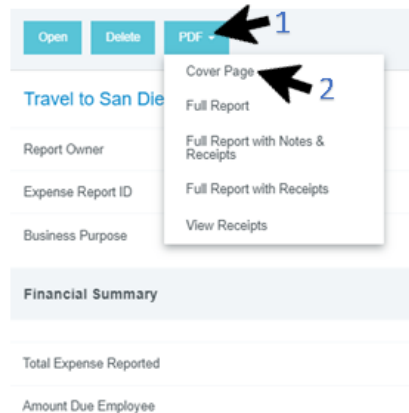 Open Delete PDF 1
Cover Page 2
Travel to San Die
Full Report
Report Owner
Full Report with Notes &
Receipts
Expense Report ID
Full Report with Receipts
Business Purpose
View Receipts
Financial Summary
Total Expense Reported
Amount Due Employee